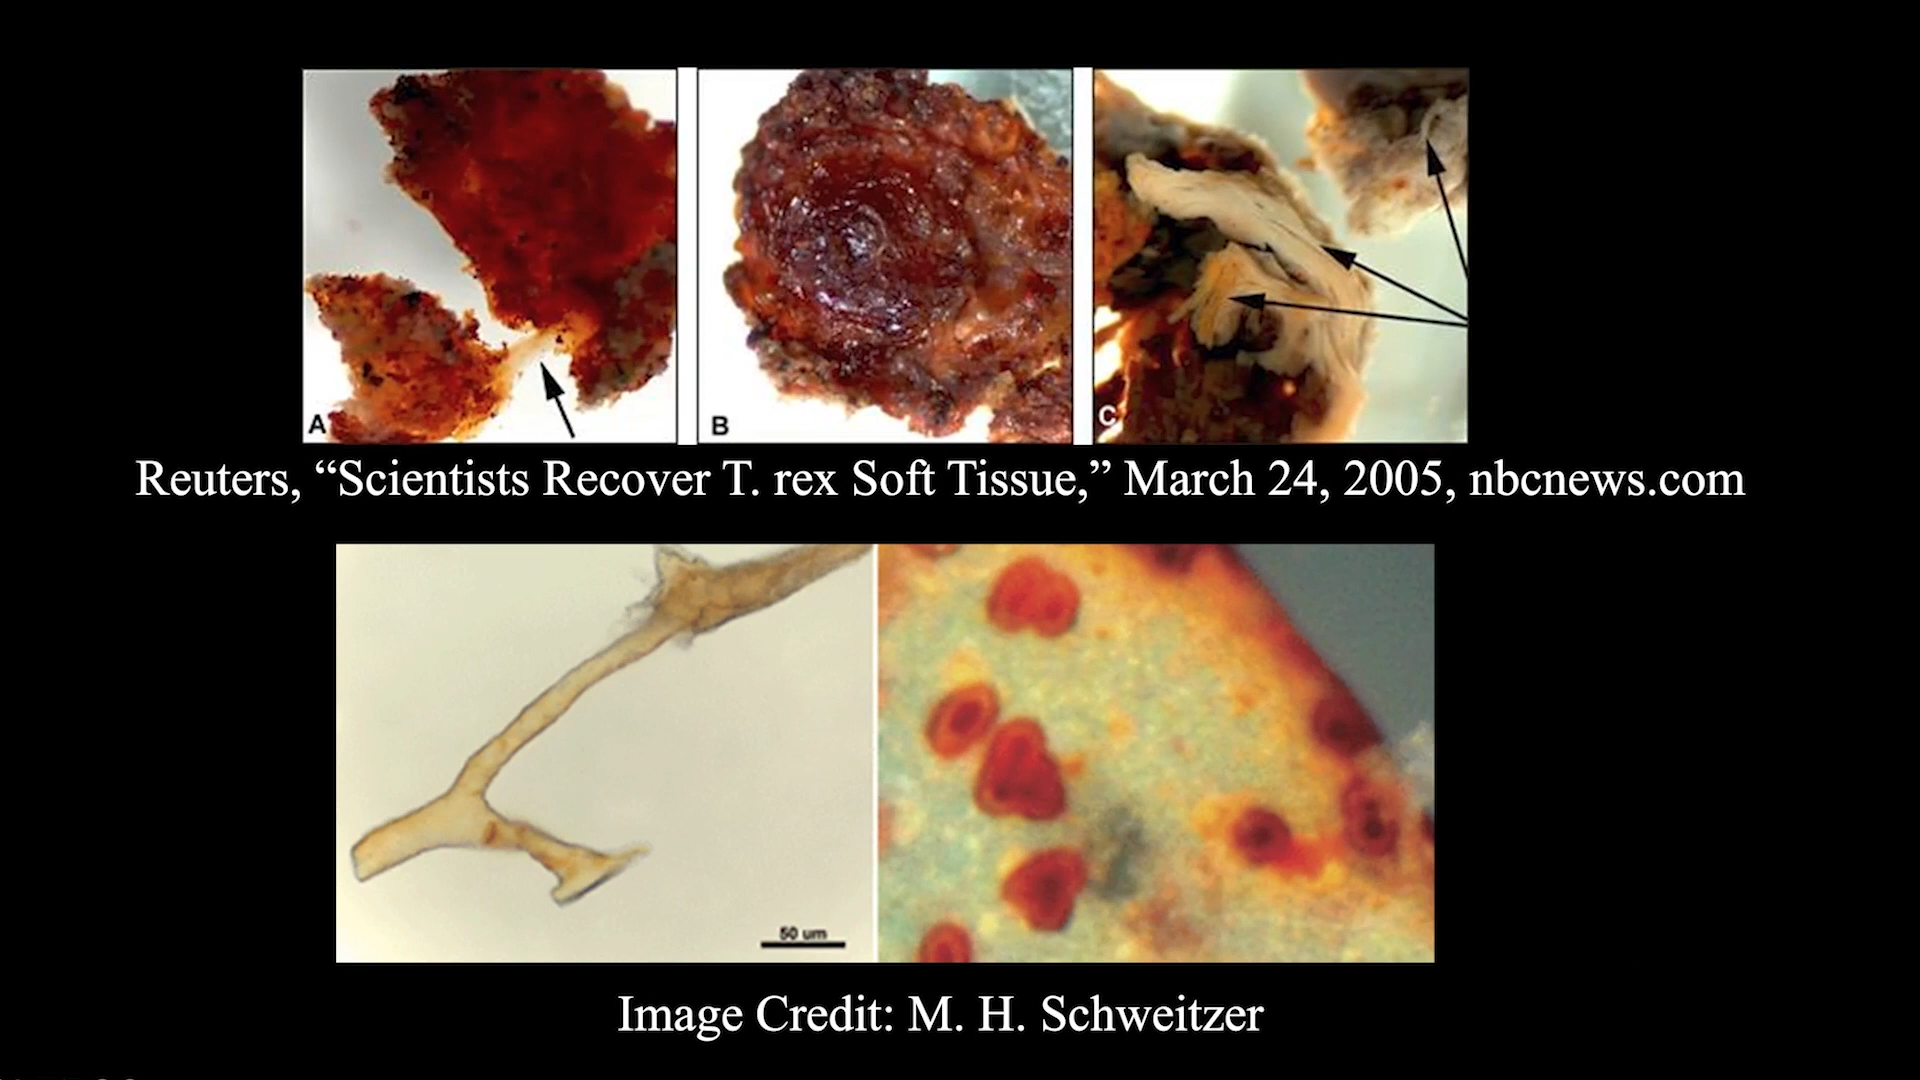 A
B
C
Reuters, “Scientists Recover T. rex Soft Tissue,” March 24, 2005, nbcnews.com
50 um
Image Credit: M. H. Schweitzer